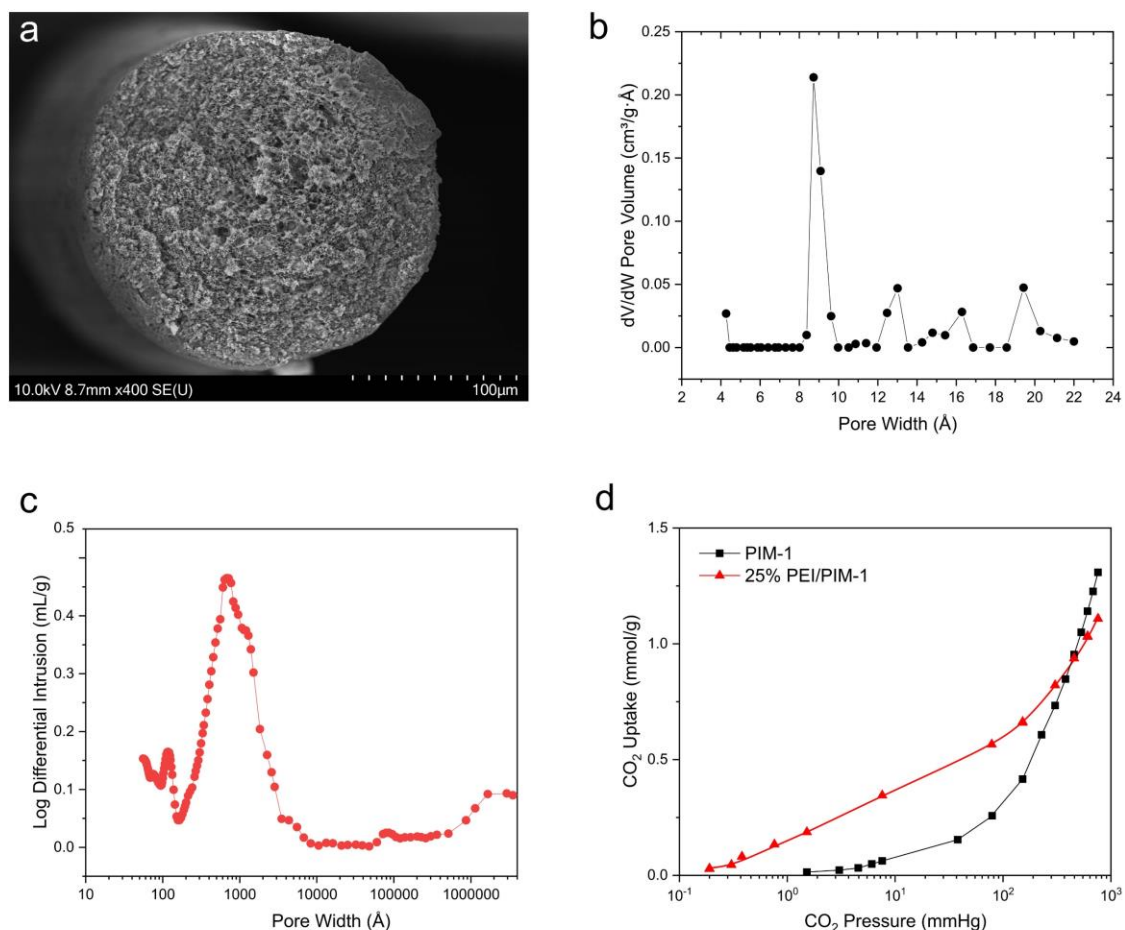 a
10.0kV 8.7mm x400 SE(U)
100μm
b
dV/dW Pore Volume (cm³/g·Å)
0.25
0.20
0.15
0.10
0.05
0.00
2 4 6 8 10 12 14 16 18 20 22 24
Pore Width (Å)
c
Log Differential Intrusion (mL/g)
0.5
0.4
0.3
0.2
0.1
0.0
10 100 1000 10000 100000 1000000
Pore Width (Å)
d
PIM-1
25% PEI/PIM-1
CO₂ Uptake (mmol/g)
1.5
1.0
0.5
0.0
10⁻¹ 10⁰ 10¹ 10² 10³
CO₂ Pressure (mmHg)